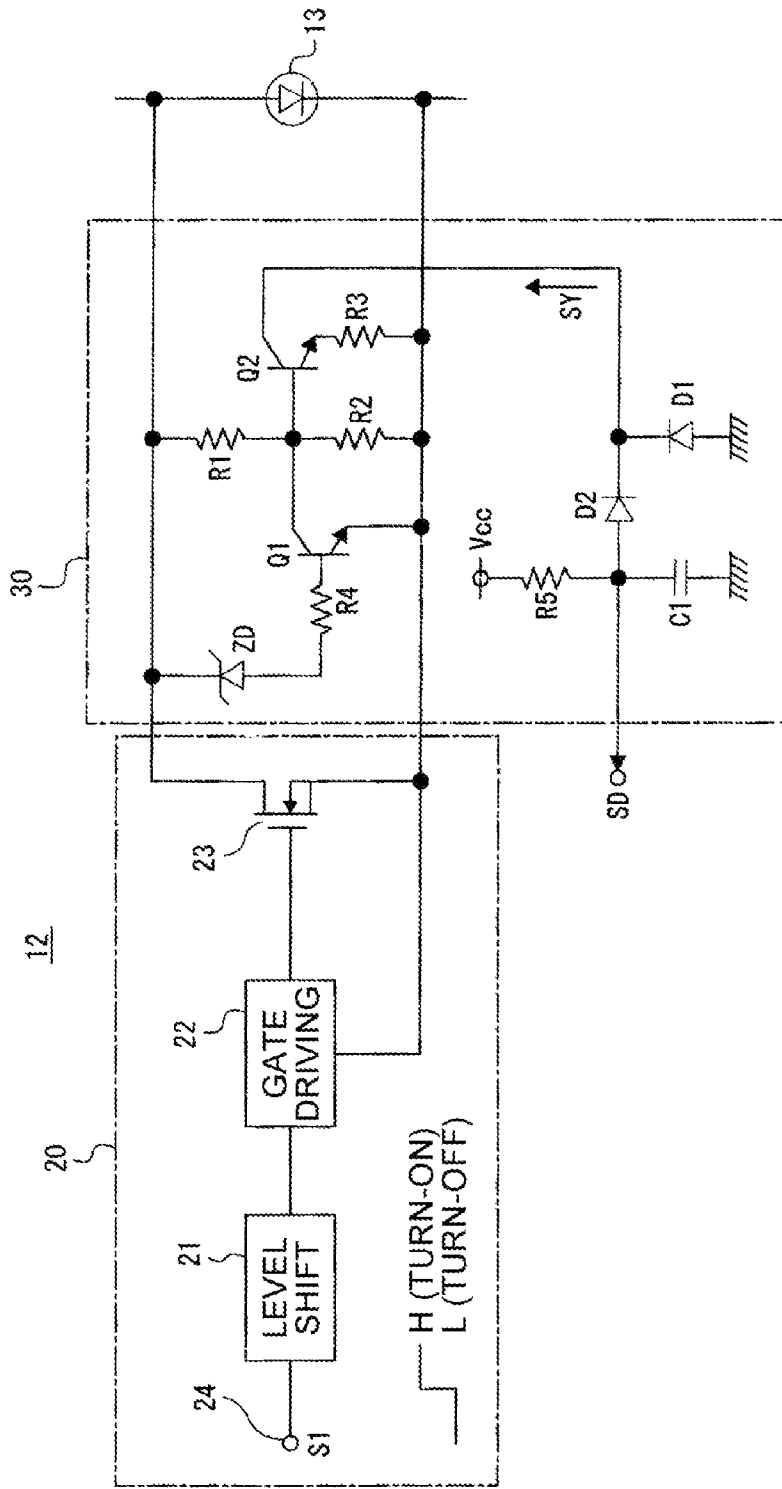 12
20
30
24
S1
21
LEVEL
SHIFT
22
GATE
DRIVING
23
H (TURN-ON)
L (TURN-OFF)
ZD
R4
Q1
R1
R2
Q2
R3
13
SY
Vcc
R5
D2
D1
C1
SD